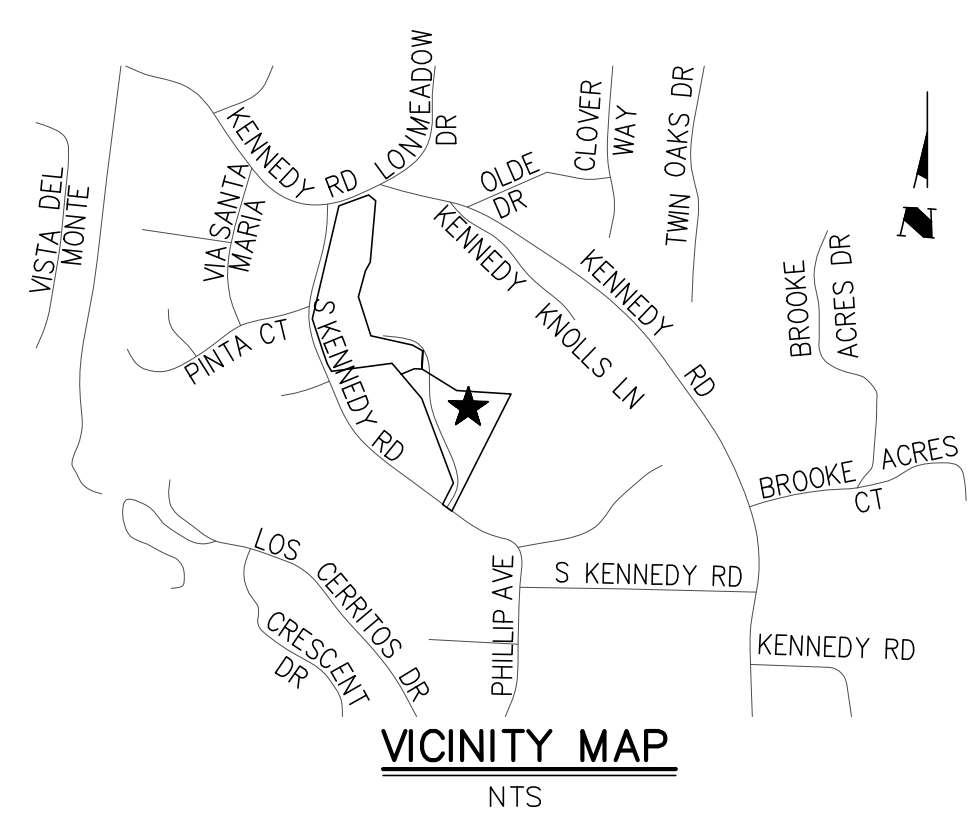 LONMEADOW
DR
CLOVER
WAY
TWIN OAKS DR
KENNEDY RD
OLDE
DR
VISTA DEL
MONTE
VIA SANTA
MARIA
N
KENNEDY KNOLLS LN
KENNEDY RD
BROOKE
ACRES DR
PINTA CT
S KENNEDY RD
BROOKE ACRES
CT
LOS CERRITOS DR
S KENNEDY RD
PHILLIP AVE
CRESCENT
DR
KENNEDY RD
VICINITY MAP
NTS